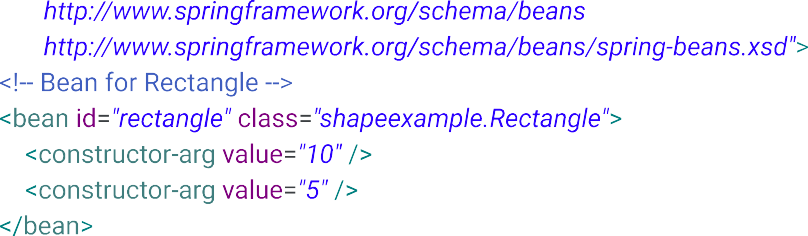 http://www.springframework.org/schema/beans
http://www.springframework.org/schema/beans/spring-beans.xsd">
<!-- Bean for Rectangle -->
<bean id="rectangle" class="shapeexample.Rectangle">
<constructor-arg value="10" />
<constructor-arg value="5" />
</bean>